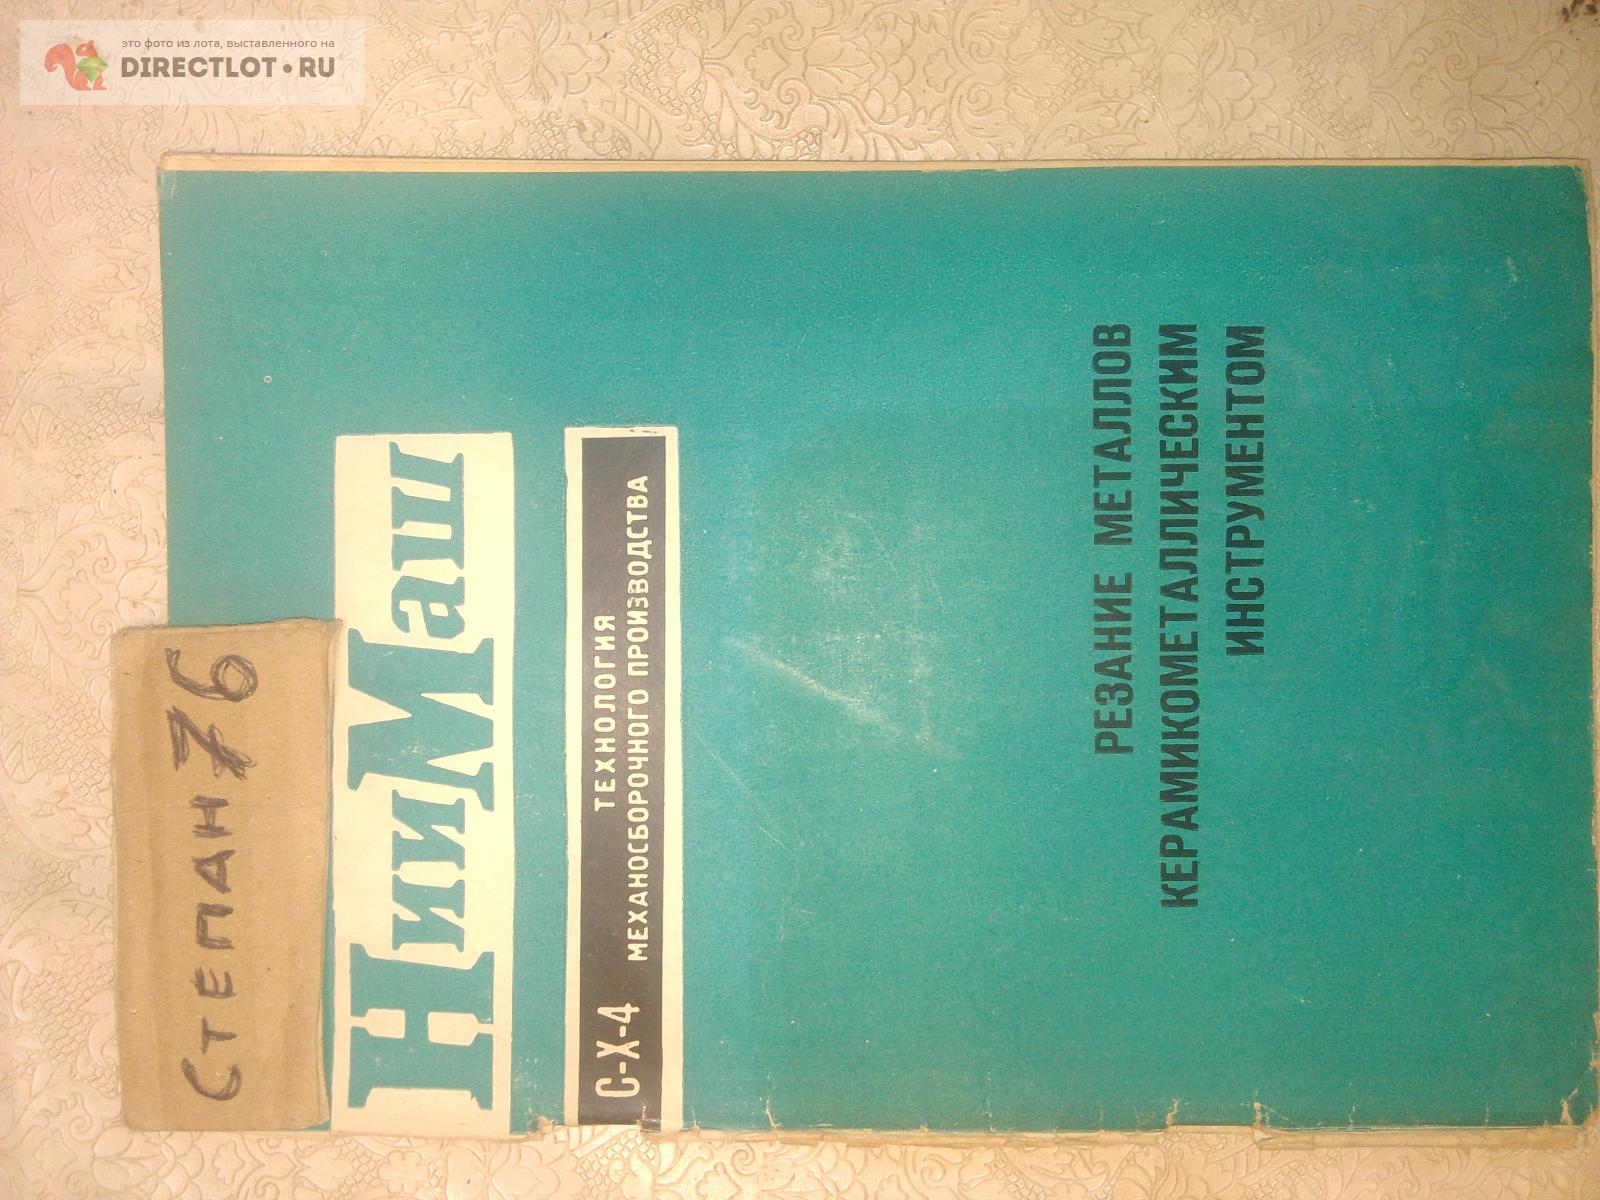 это фото из лота, выставленного на
DIRECTLOT.RU
СТЕПАН 76
НииМаш
С-Х-4
ТЕХНОЛОГИЯ
МЕХАНОСБОРОЧНОГО ПРОИЗВОДСТВА
РЕЗАНИЕ МЕТАЛЛОВ
КЕРАМИКОМЕТАЛЛИЧЕСКИМ
ИНСТРУМЕНТОМ